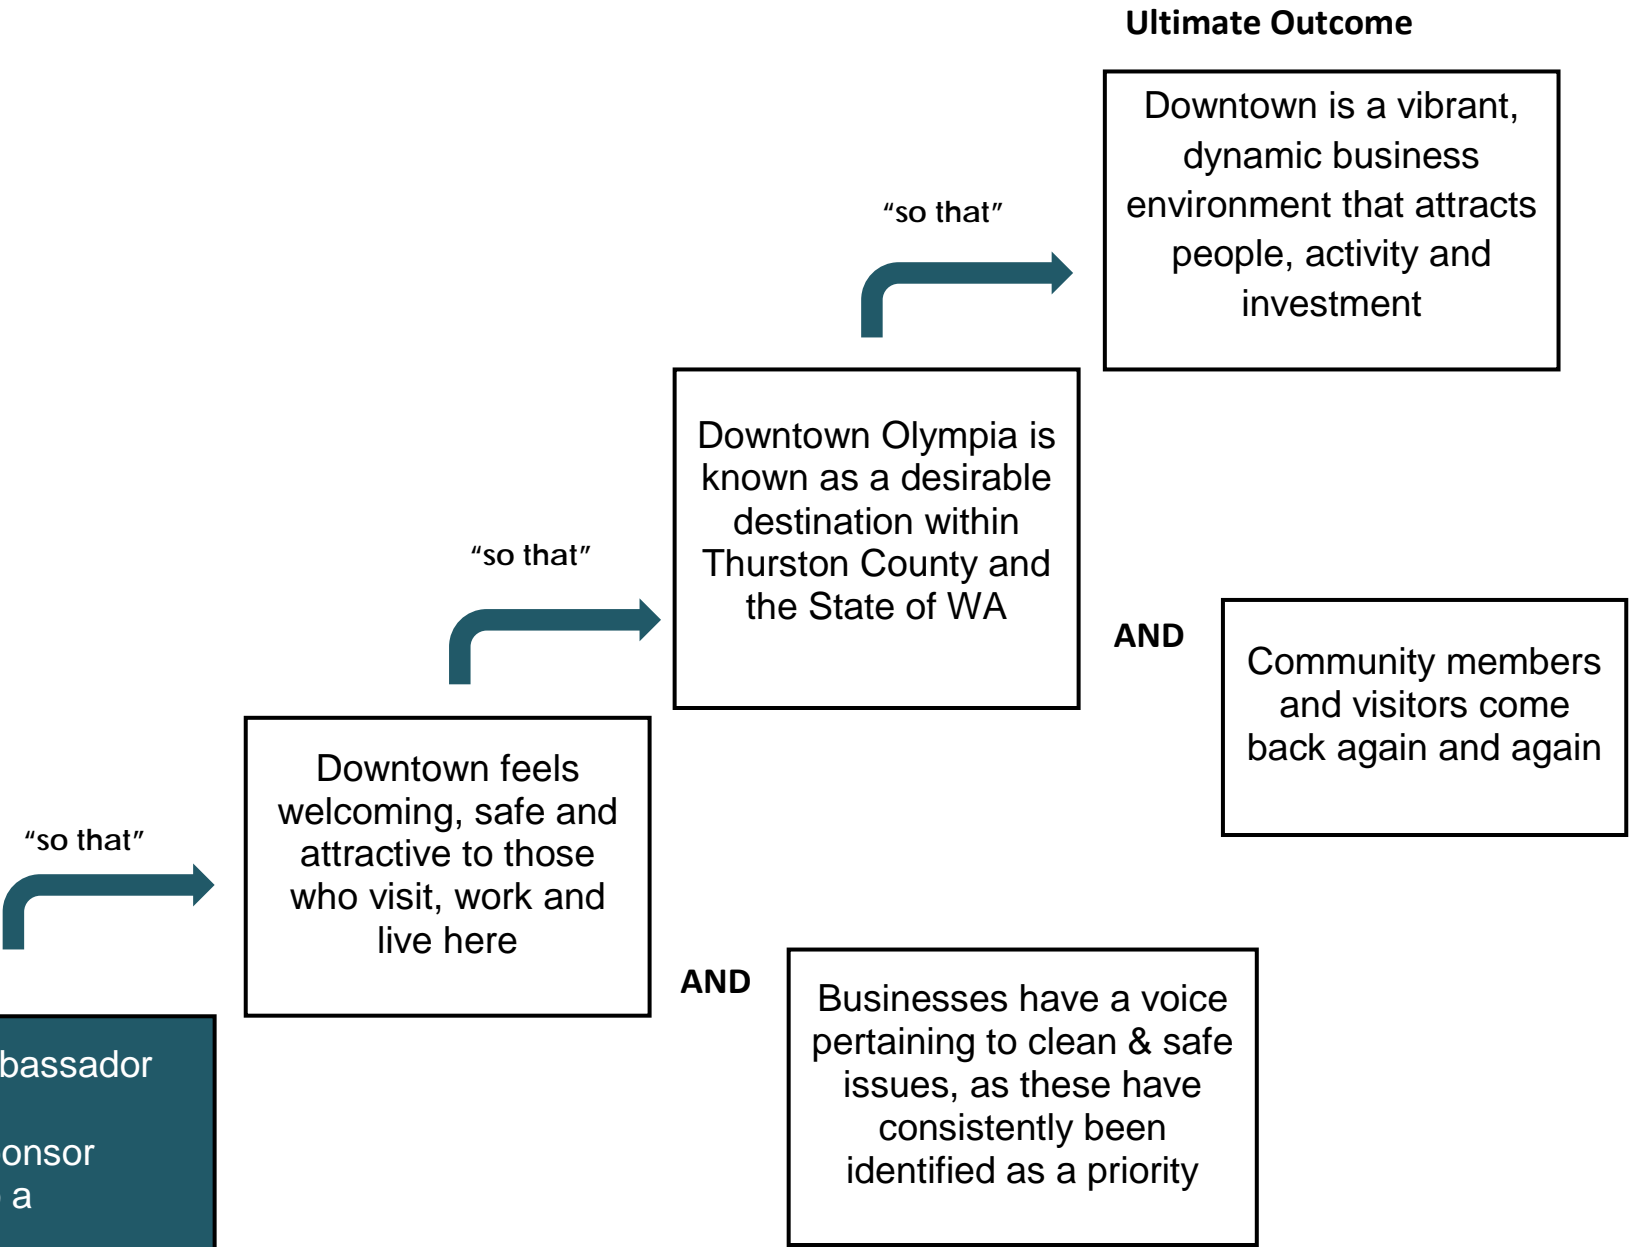 Ultimate Outcome
Downtown is a vibrant,
dynamic business
environment that attracts
people, activity and
investment
“so that”
Downtown Olympia is
known as a desirable
destination within
Thurston County and
the State of WA
“so that”
AND
Community members
and visitors come
back again and again
Downtown feels
welcoming, safe and
attractive to those
who visit, work and
live here
“so that”
AND
Businesses have a voice
pertaining to clean & safe
issues, as these have
consistently been
identified as a priority
bassador
onsor
a